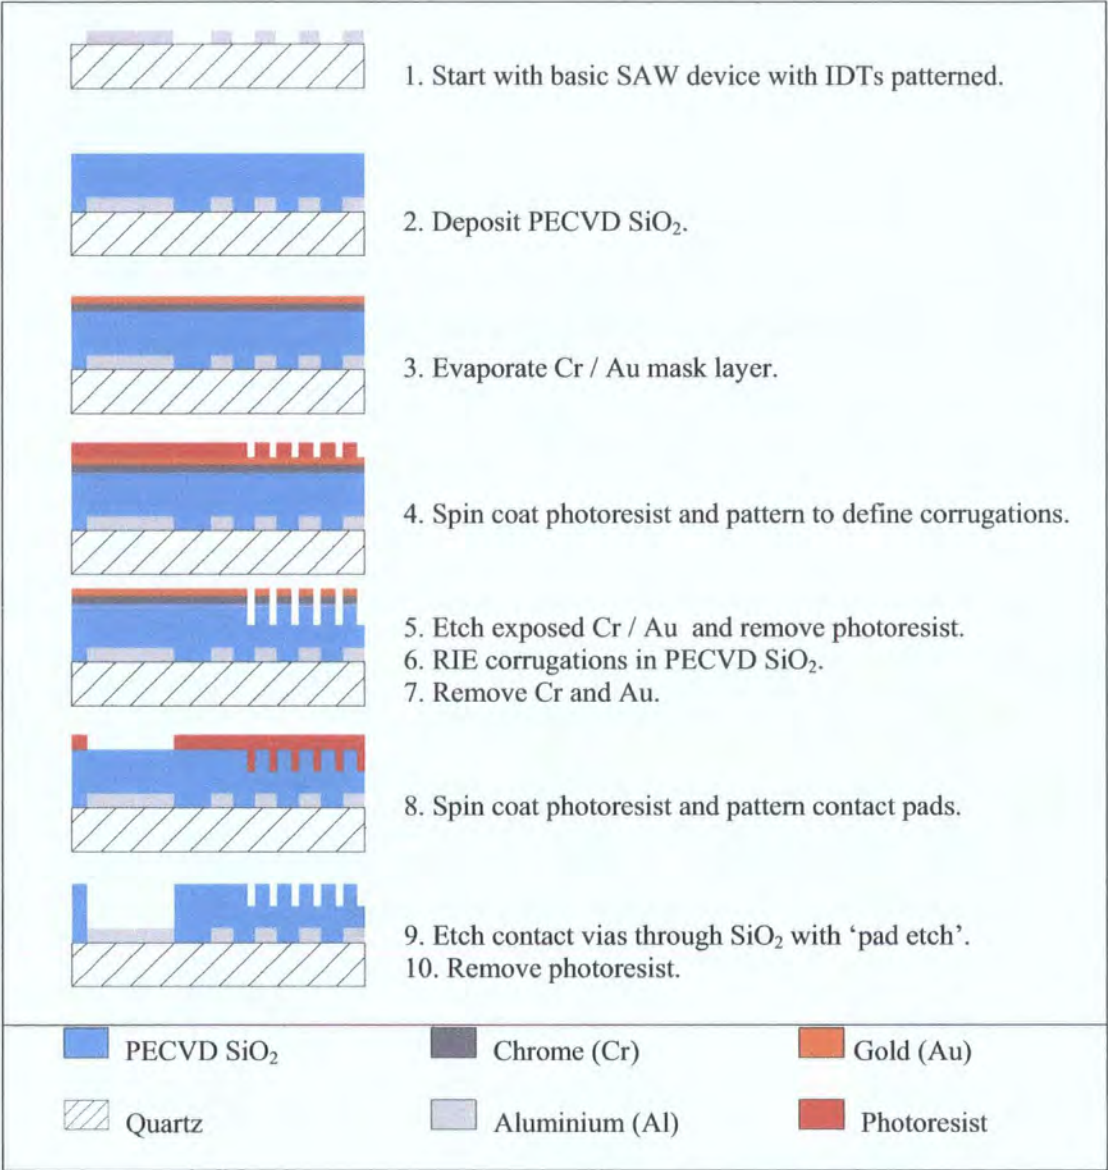 1. Start with basic SAW device with IDTs patterned.
2. Deposit PECVD SiO₂.
3. Evaporate Cr / Au mask layer.
4. Spin coat photoresist and pattern to define corrugations.
5. Etch exposed Cr / Au and remove photoresist.
6. RIE corrugations in PECVD SiO₂.
7. Remove Cr and Au.
8. Spin coat photoresist and pattern contact pads.
9. Etch contact vias through SiO₂ with ‘pad etch’.
10. Remove photoresist.
PECVD SiO₂
Chrome (Cr)
Gold (Au)
Quartz
Aluminium (Al)
Photoresist